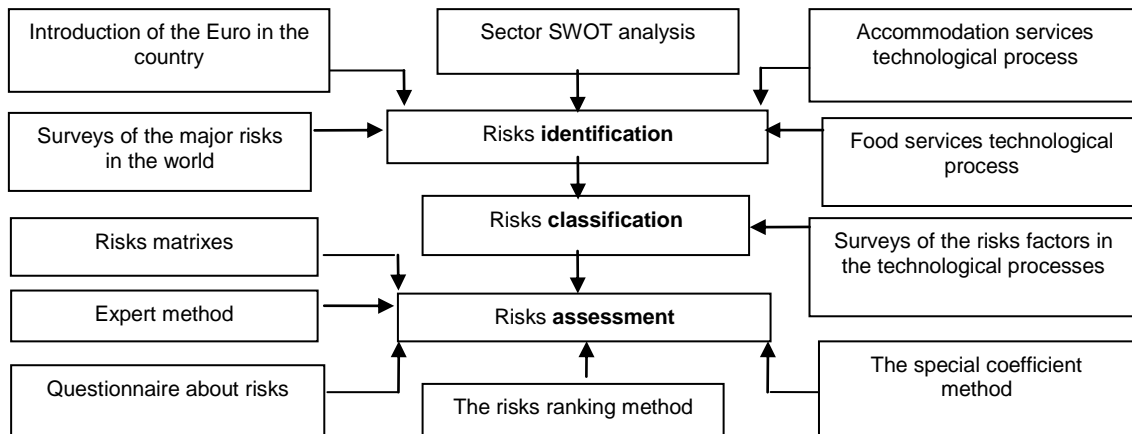 Introduction of the Euro in the
country
Sector SWOT analysis
Accommodation services
technological process
Surveys of the major risks
in the world
Risks identification
Food services technological
process
Risks classification
Risks matrixes
Surveys of the risks factors in
the technological processes
Expert method
Risks assessment
Questionnaire about risks
The risks ranking method
The special coefficient
method